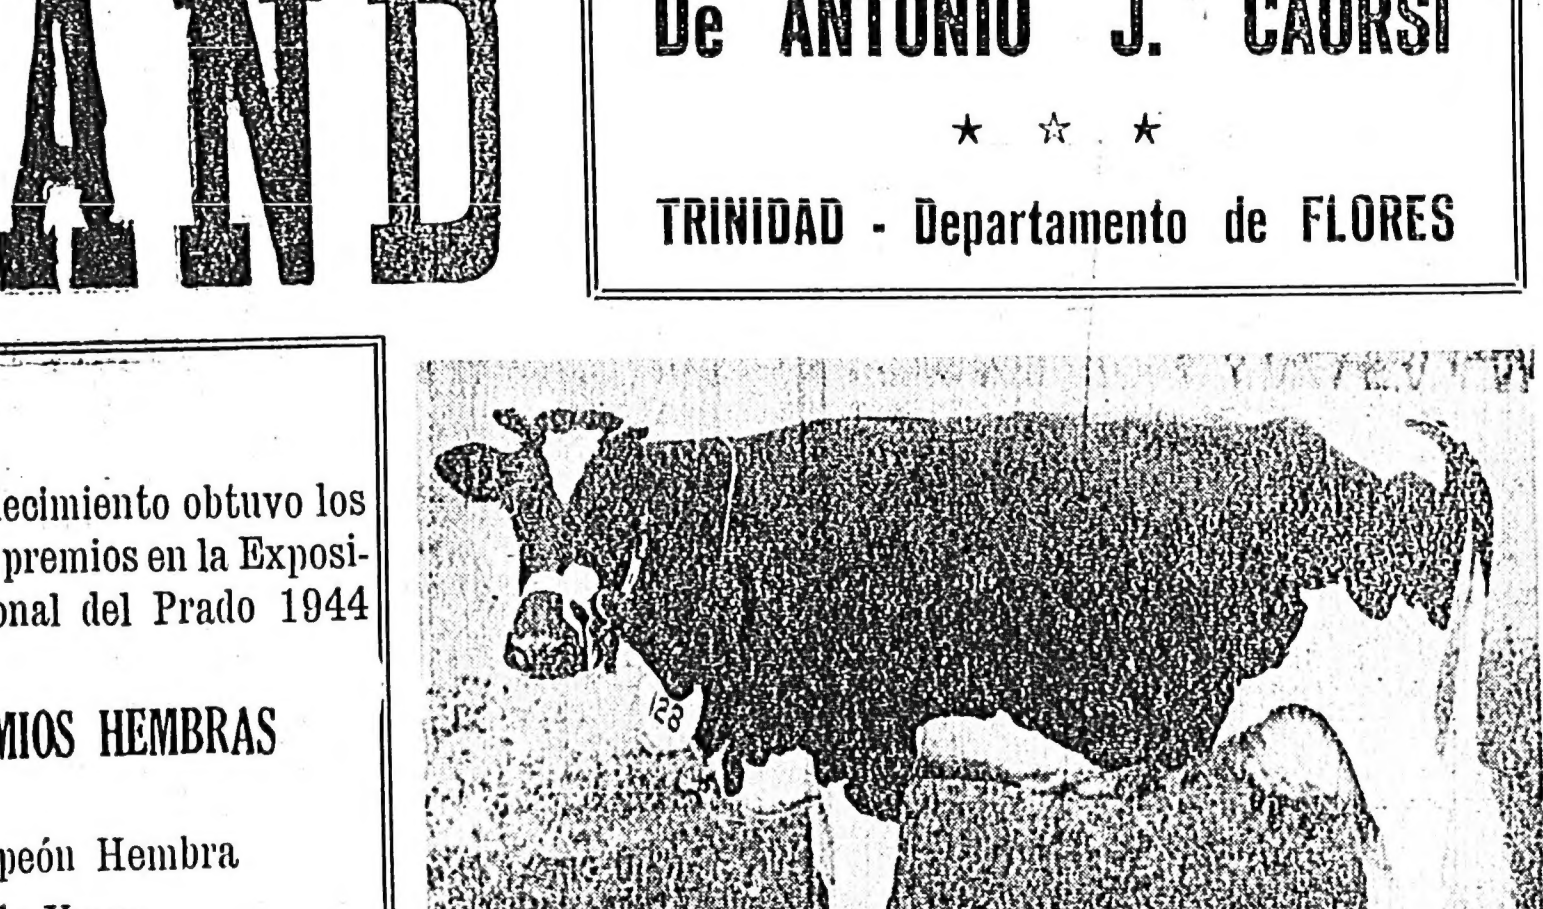 AND
De ANTONIO J. CAORSI
TRINIDAD - Departamento de FLORES
lecimiento obtuvo los
premios en la Exposi-
onal del Prado 1944
MIOS HEMBRAS
peón Hembra
128